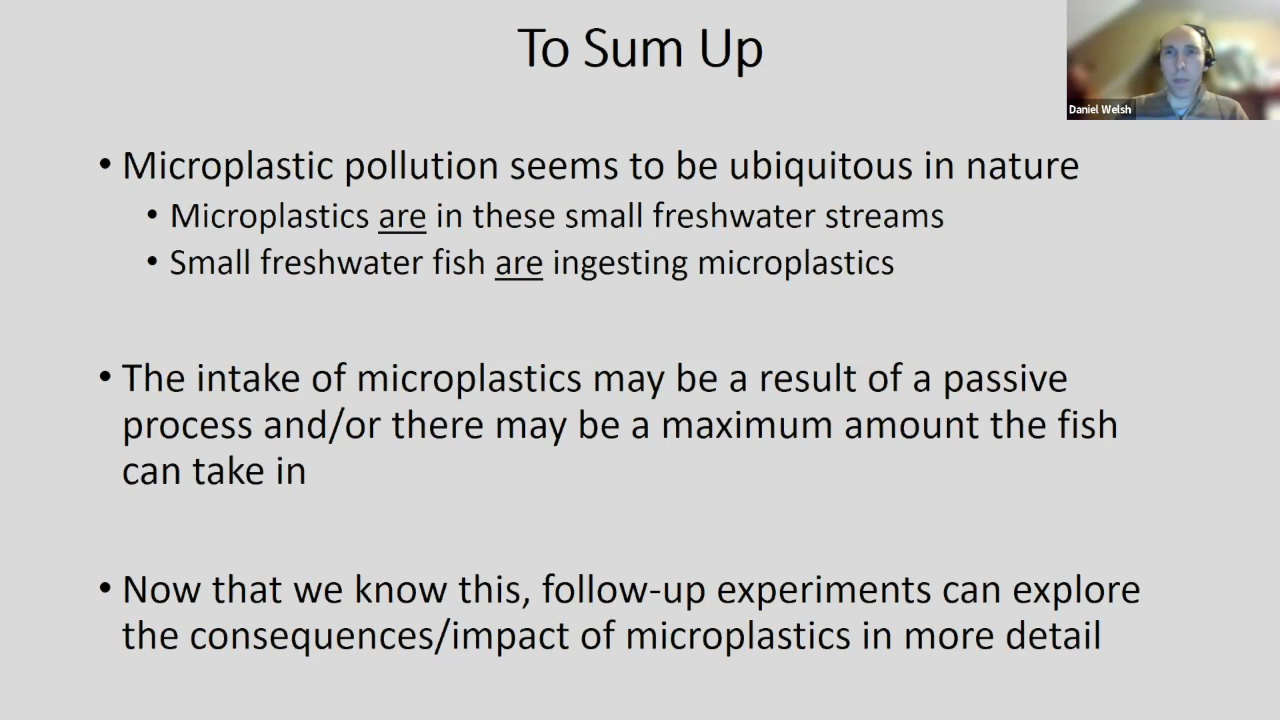 To Sum Up
Daniel Welsh
• Microplastic pollution seems to be ubiquitous in nature
• Microplastics are in these small freshwater streams
• Small freshwater fish are ingesting microplastics
• The intake of microplastics may be a result of a passive
process and/or there may be a maximum amount the fish
can take in
• Now that we know this, follow-up experiments can explore
the consequences/impact of microplastics in more detail